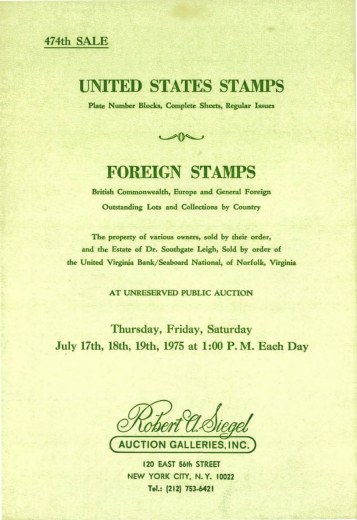 474th SALE
UNITED STATES STAMPS
Plate Number Blocks, Complete Sheets, Regular Issues
FOREIGN STAMPS
British Commonwealth, Europe and General Foreign
Outstanding Lots and Collections by Country
The property of various owners, sold by their order,
and the Estate of Dr. Southgate Leigh, Sold by order of
the United Virginia Bank/Seaboard National, of Norfolk, Virginia
AT UNRESERVED PUBLIC AUCTION
Thursday, Friday, Saturday
July 17th, 18th, 19th, 1975 at 1:00 P. M. Each Day
Robert A. Siegel
AUCTION GALLERIES, INC.
120 EAST 56th STREET
NEW YORK CITY, N. Y. 10022
Tel.: (212) 753-6421